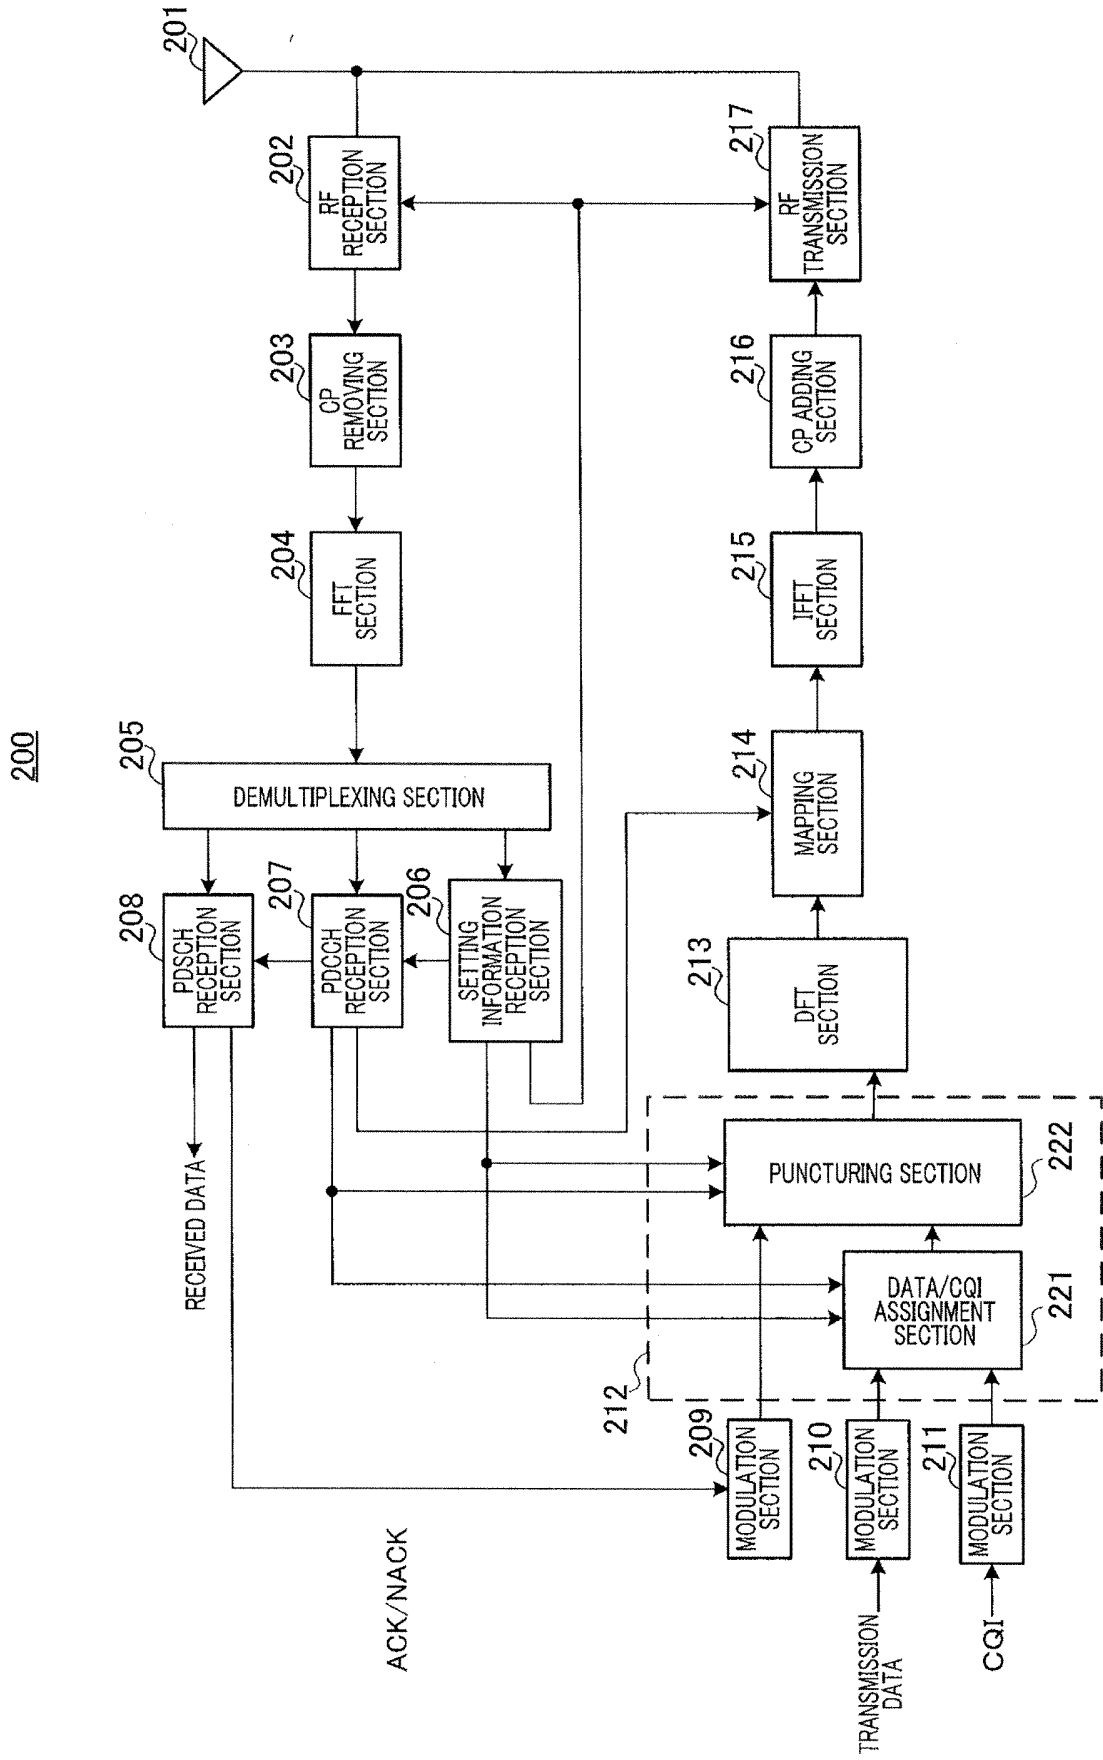 200
201
202
RF
RECEPTION
SECTION
203
CP
REMOVING
SECTION
204
FFT
SECTION
205
DEMULTIPLEXING SECTION
208
PDSCH
RECEPTION
SECTION
207
PDCCH
RECEPTION
SECTION
206
SETTING
INFORMATION
RECEPTION
SECTION
RECEIVED DATA
ACK/NACK
217
RF
TRANSMISSION
SECTION
216
CP ADDING
SECTION
215
IFFT
SECTION
214
MAPPING
SECTION
213
DFT
SECTION
212
PUNCTURING SECTION
222
DATA/CQI
ASSIGNMENT
SECTION
221
209
MODULATION
SECTION
210
MODULATION
SECTION
211
MODULATION
SECTION
TRANSMISSION
DATA
CQI